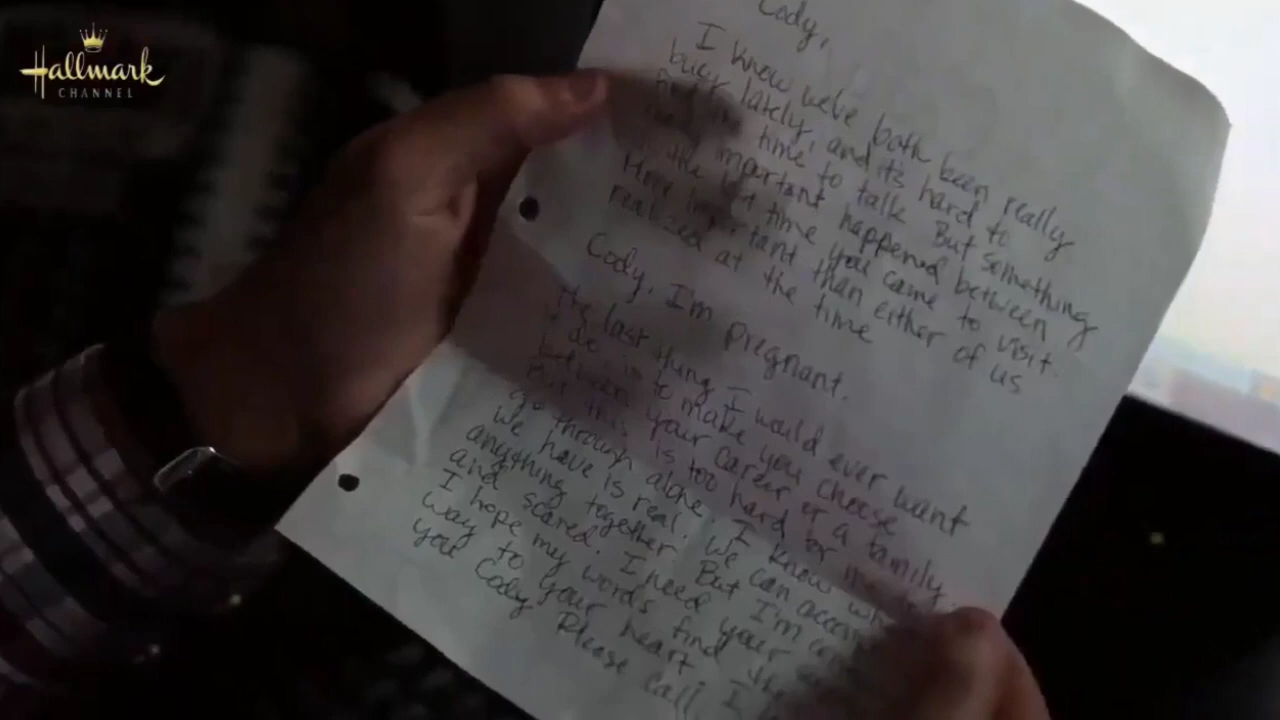 Hallmark
CHANNEL
Cody,
I know we've both been really
busy lately, and it's hard to
find the time to talk. But something
important happened between
the last time you came to visit.
More important than either of us
realized at the time
Cody, I'm pregnant.
The last thing I would ever want
to do is to make you choose
between your career or a family.
But this is too hard for
go through alone. I know
we have is real. We can
anything together. But I'm
and scared. I need your
I hope my words find
way to your heart. I
you Cody Please call